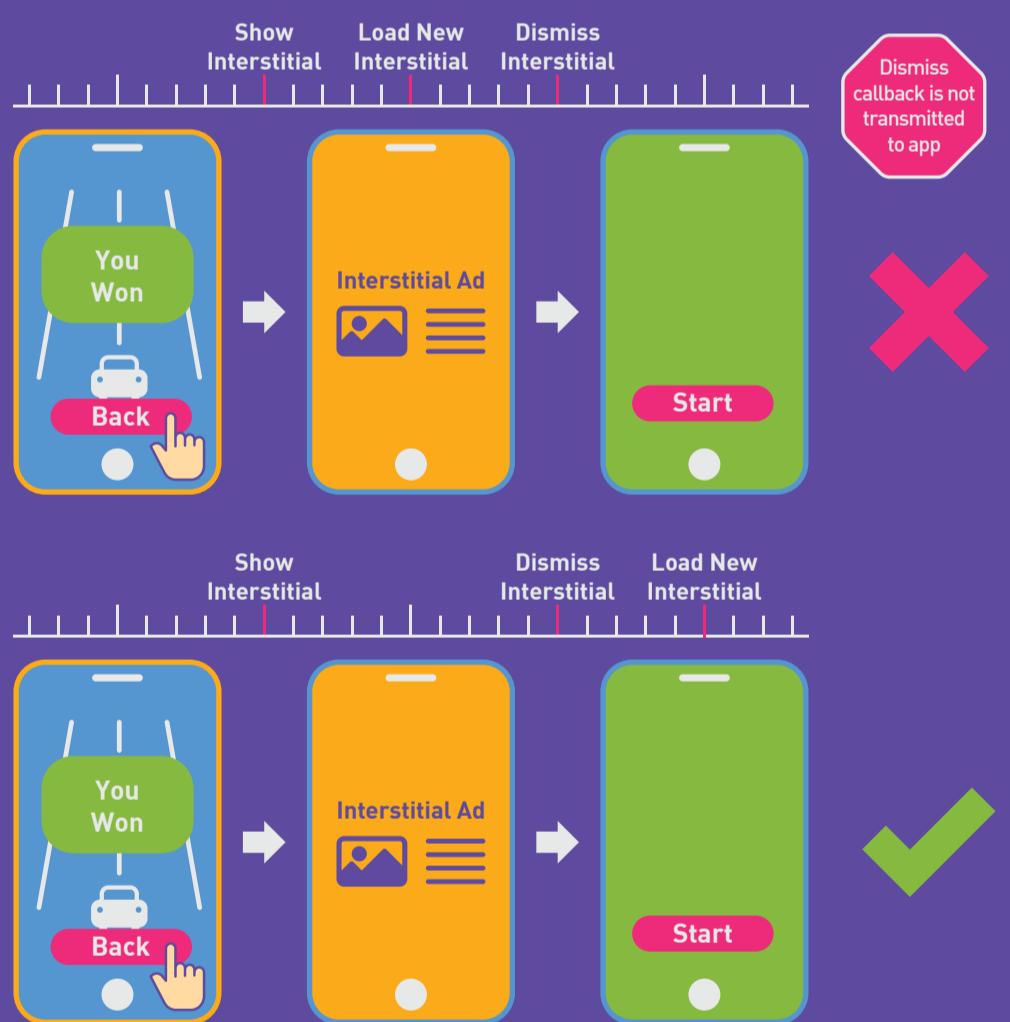 Show
Interstitial
Load New
Interstitial
Dismiss
Interstitial
Dismiss
callback is not
transmitted
to app
You
Won
Back
Interstitial Ad
Start
Show
Interstitial
Dismiss
Interstitial
Load New
Interstitial
You
Won
Back
Interstitial Ad
Start